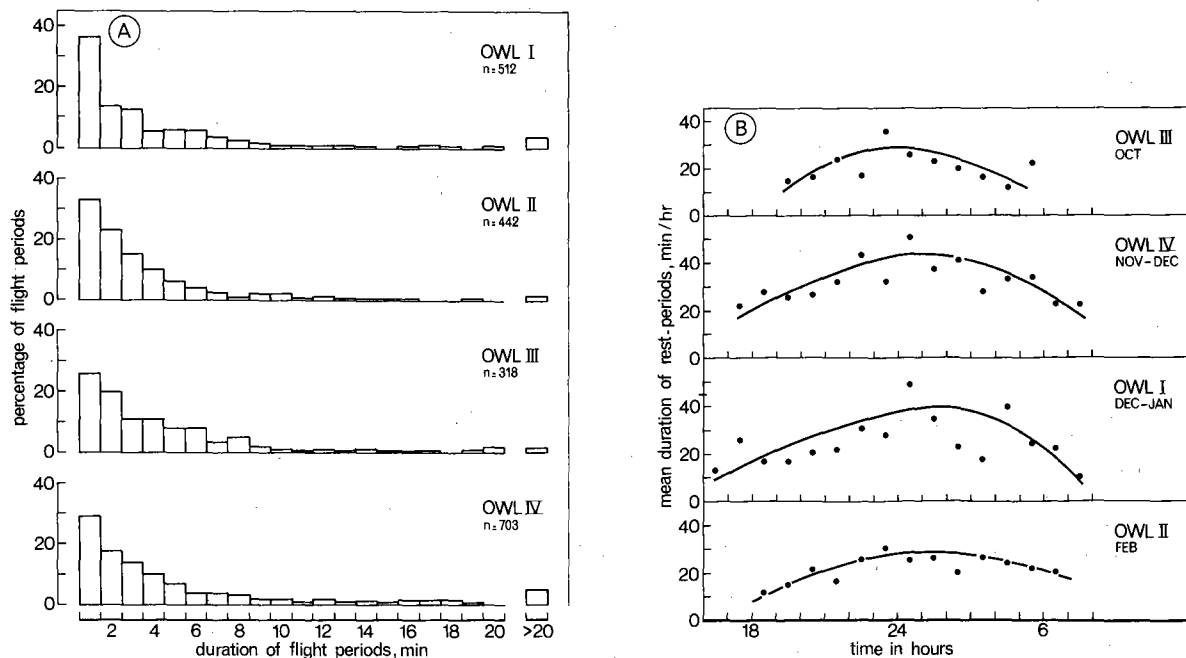 A
OWL I
n=512
OWL II
n=442
OWL III
n=318
OWL IV
n=703
percentage of flight periods
40
20
0
40
20
0
40
20
0
40
20
0
2 4 6 8 10 12 14 16 18 20 >20
duration of flight periods, min
B
OWL III
OCT
OWL IV
NOV-DEC
OWL I
DEC-JAN
OWL II
FEB
mean duration of rest-periods, min/hr
40
20
0
40
20
0
40
20
0
40
20
0
18 24 6
time in hours